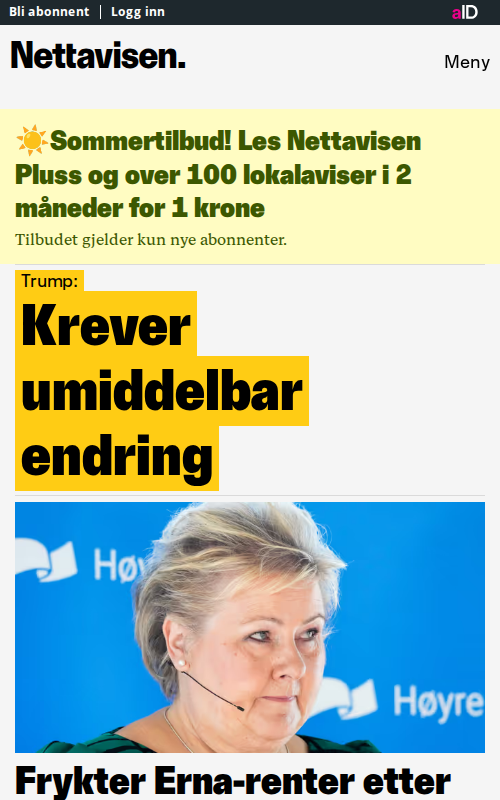 Bli abonnent | Logg inn
aID
Nettavisen.
Meny
☀️Sommertilbud! Les Nettavisen
Pluss og over 100 lokalaviser i 2
måneder for 1 krone
Tilbudet gjelder kun nye abonnenter.
Trump:
Krever
umiddelbar
endring
Høyre
Frykter Erna-renter etter